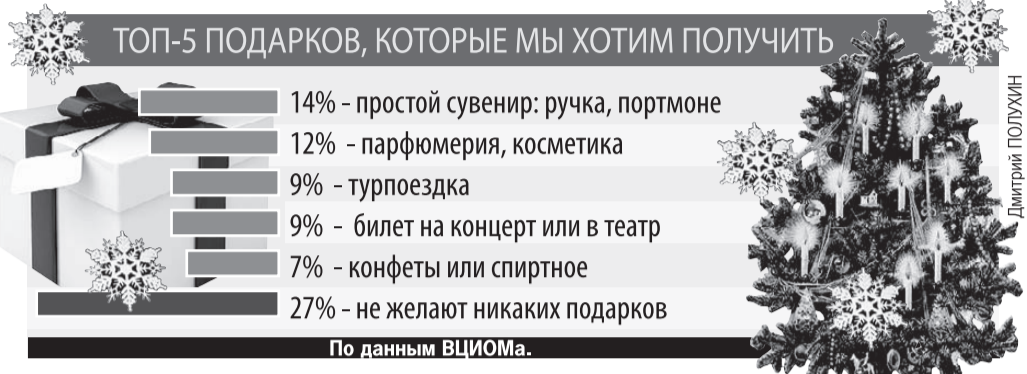 ТОП-5 ПОДАРКОВ, КОТОРЫЕ МЫ ХОТИМ ПОЛУЧИТЬ
14% - простой сувенир: ручка, портмоне
12% - парфюмерия, косметика
9% - турпоездка
9% - билет на концерт или в театр
7% - конфеты или спиртное
27% - не желают никаких подарков
По данным ВЦИОМа.
Дмитрий ПОЛУХИН